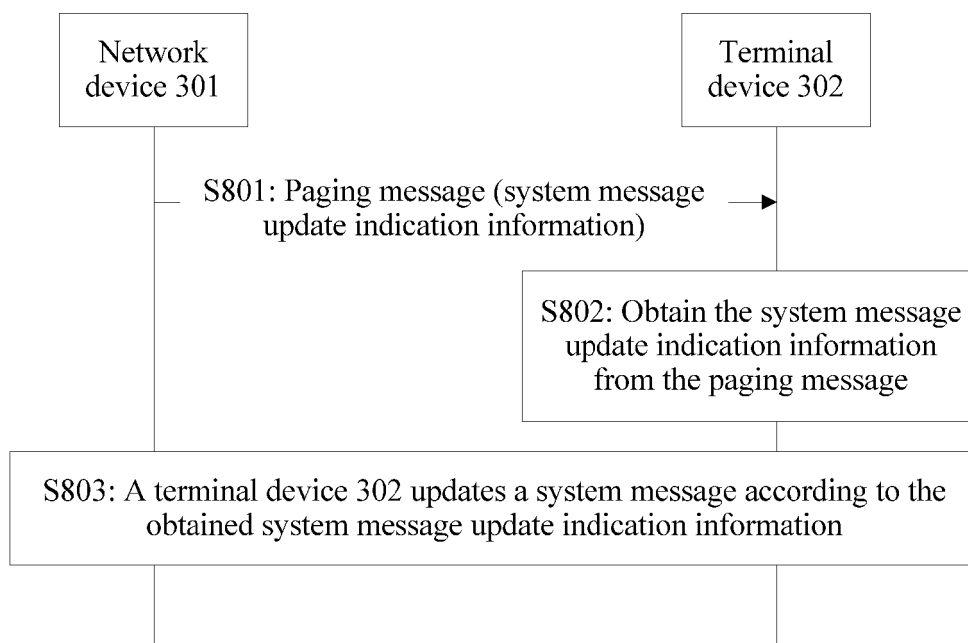 Network
device 301
Terminal
device 302
S801: Paging message (system message
update indication information)
S802: Obtain the system message
update indication information
from the paging message
S803: A terminal device 302 updates a system message according to the
obtained system message update indication information